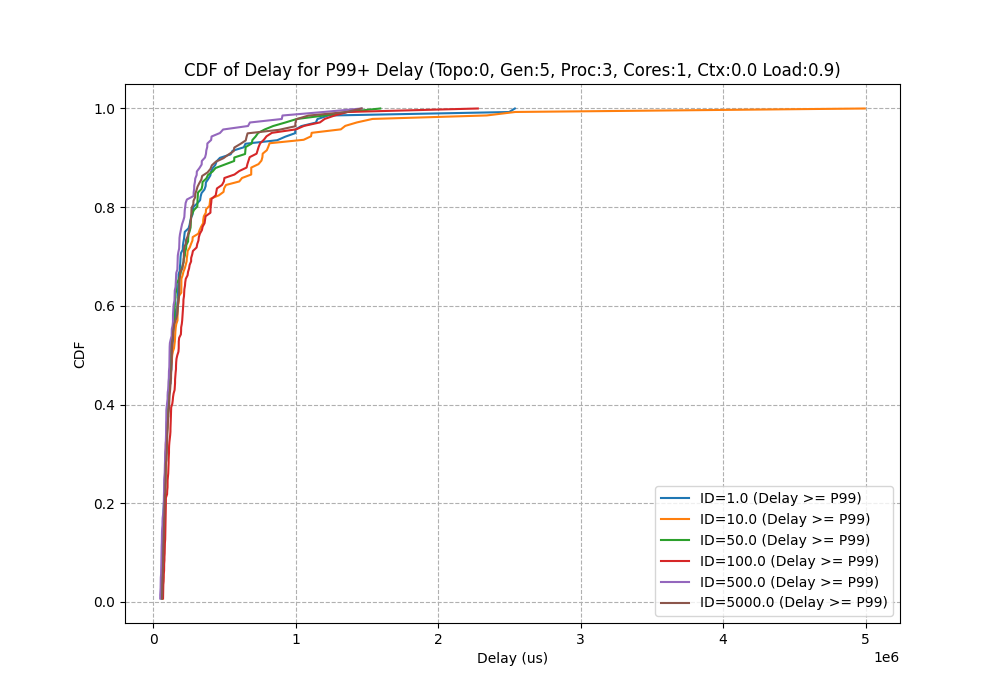 CDF of Delay for P99+ Delay (Topo:0, Gen:5, Proc:3, Cores:1, Ctx:0.0 Load:0.9)
CDF
1.0
0.8
0.6
0.4
0.2
0.0
ID=1.0 (Delay >= P99)
ID=10.0 (Delay >= P99)
ID=50.0 (Delay >= P99)
ID=100.0 (Delay >= P99)
ID=500.0 (Delay >= P99)
ID=5000.0 (Delay >= P99)
0 1 2 3 4 5
1e6
Delay (us)